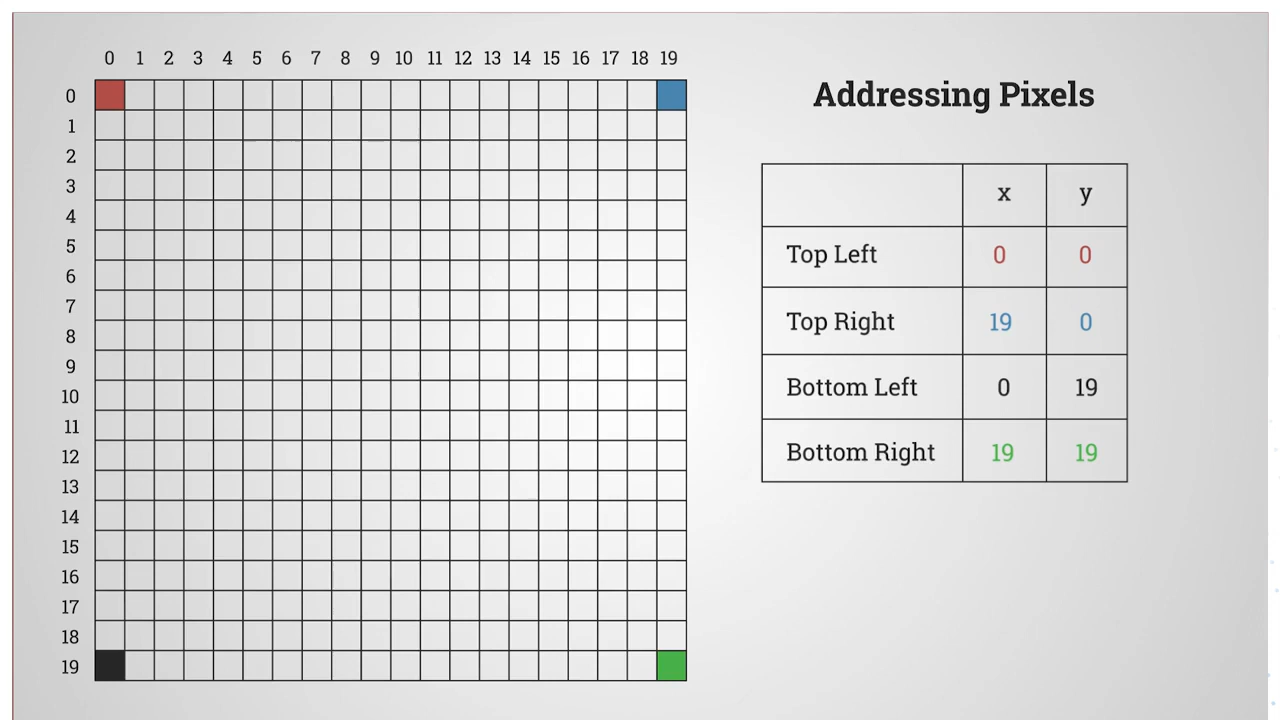 0 1 2 3 4 5 6 7 8 9 10 11 12 13 14 15 16 17 18 19
0
1
2
3
4
5
6
7
8
9
10
11
12
13
14
15
16
17
18
19
Addressing Pixels
x y
Top Left 0 0
Top Right 19 0
Bottom Left 0 19
Bottom Right 19 19